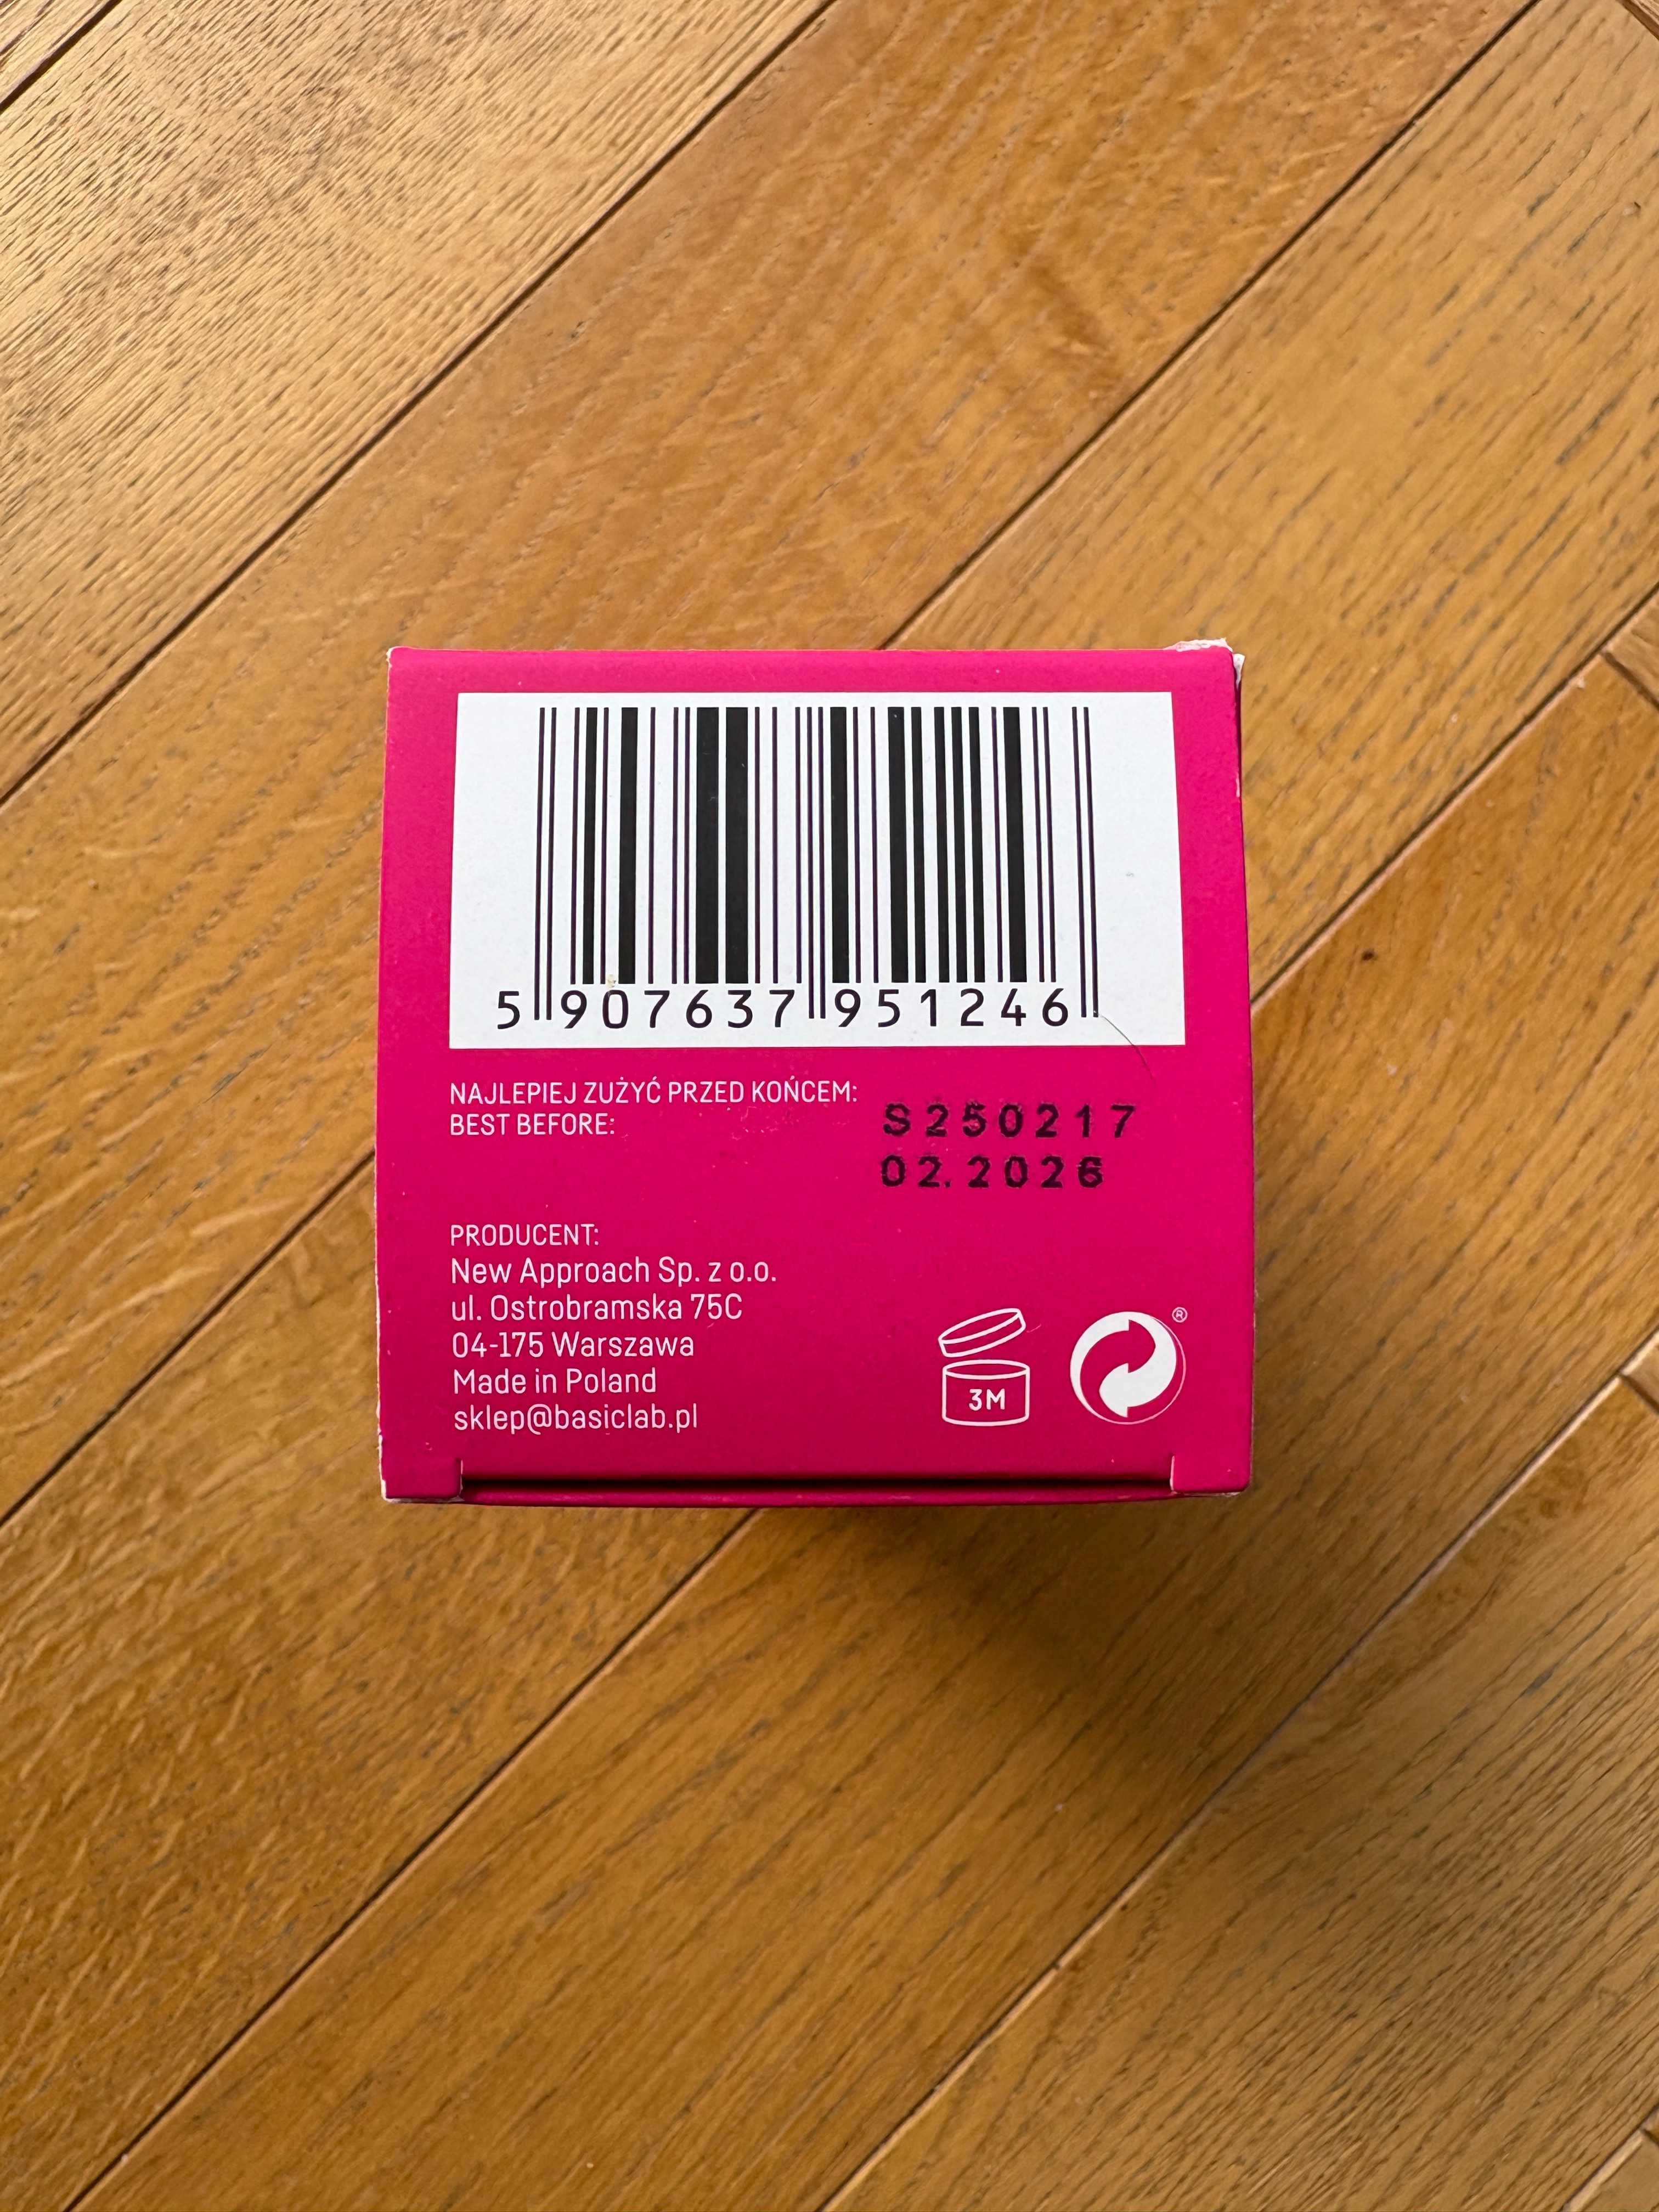 5 907637 951246
NAJLEPIEJ ZUŻYĆ PRZED KOŃCEM:
BEST BEFORE:
S250217
02.2026
PRODUCENT:
New Approach Sp. z o.o.
ul. Ostrobramska 75C
04-175 Warszawa
Made in Poland
sklep@basiclab.pl
3M
®